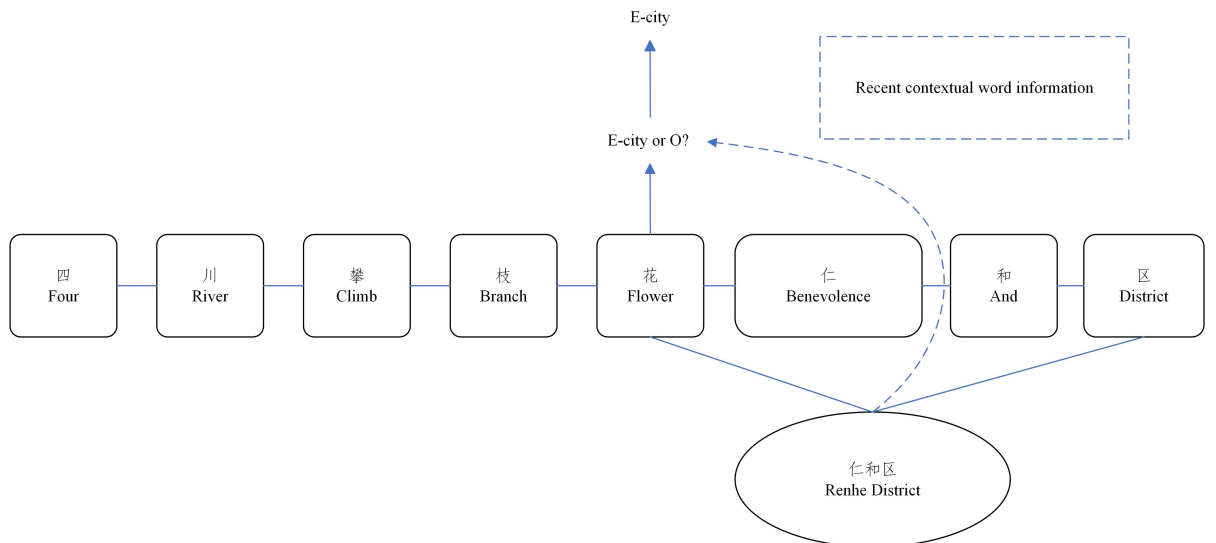 E-city
Recent contextual word information
E-city or O?
四
Four
川
River
攀
Climb
枝
Branch
花
Flower
仁
Benevolence
和
And
区
District
仁和区
Renhe District